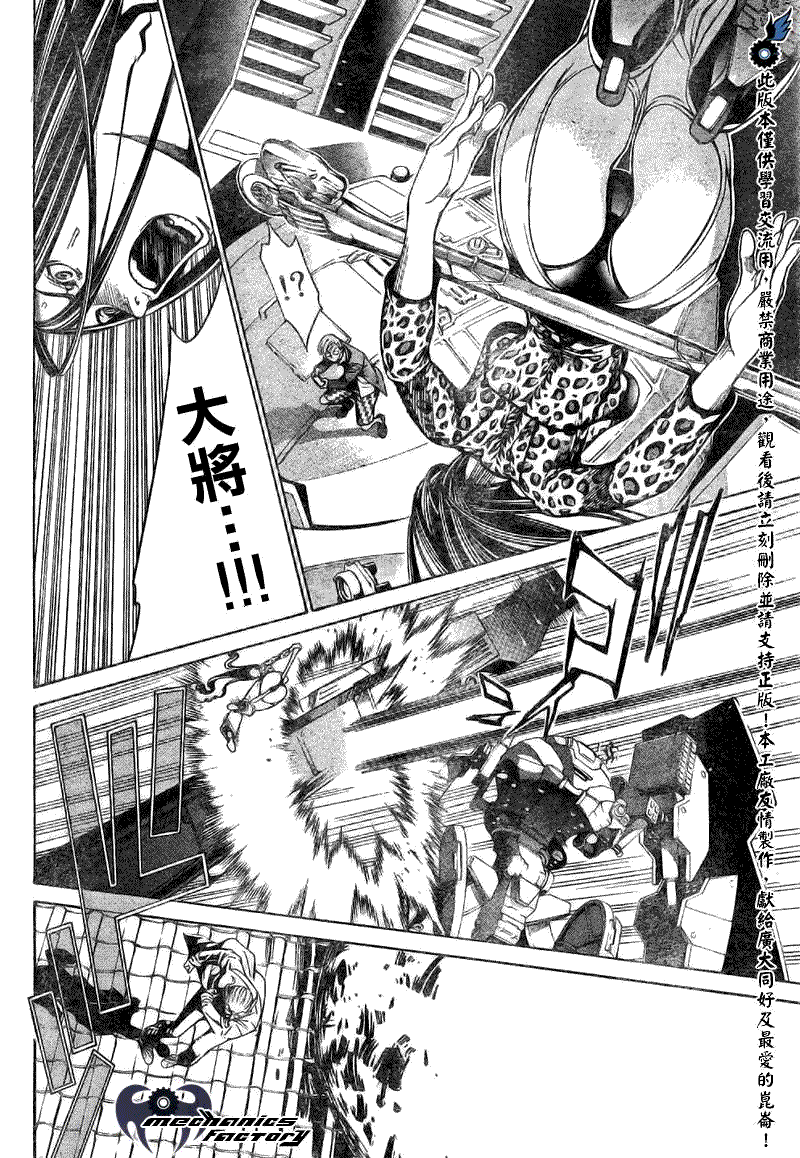 此版本僅供學習交流用，嚴禁商業用途，觀看後請立刻刪除並請支持正版！本工廠友情製作，獻給廣大同好及最愛的崑崙！
!?
大將…!!!
ゴ
mechanics
factory